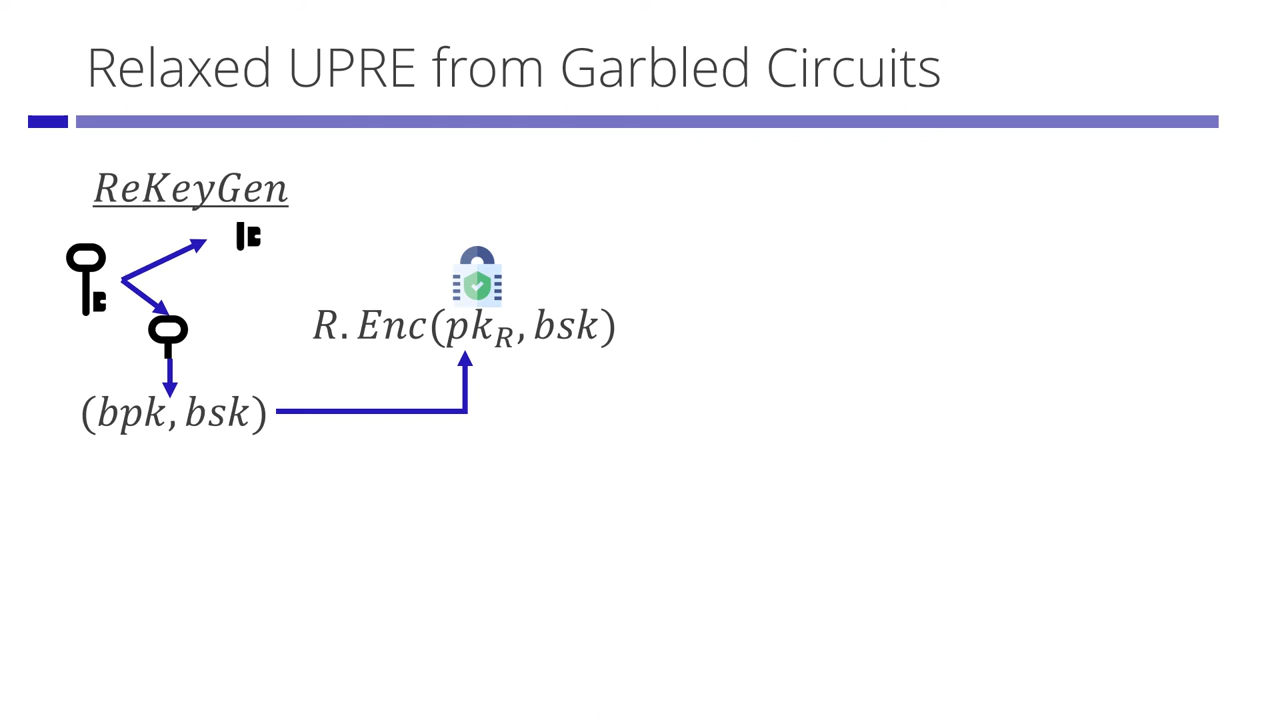 Relaxed UPRE from Garbled Circuits
ReKeyGen
R.Enc(pk_R, bsk)
(bpk, bsk)